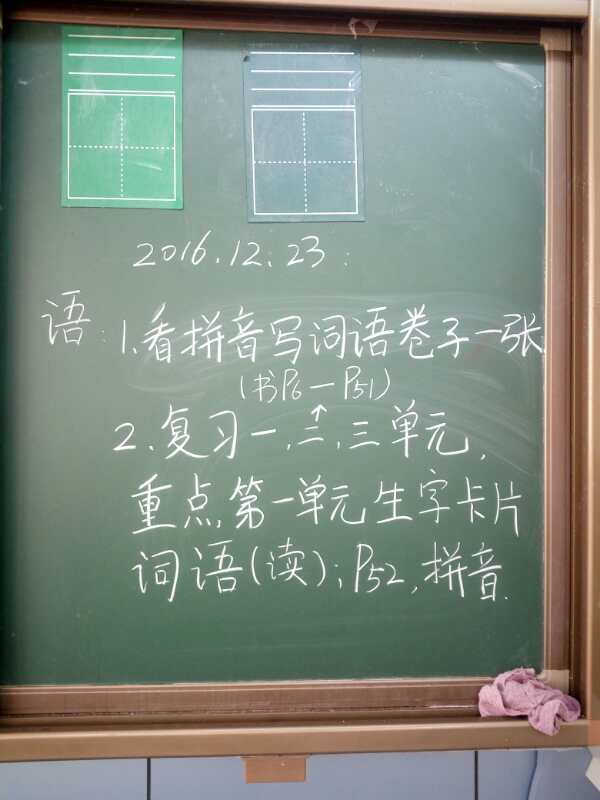 2016.12.23:
语:1.看拼音写词语卷子一张
(书P6—P51)
2、复习一、二、三单元,
重点,第一单元生字卡片
词语(读);P52,拼音.